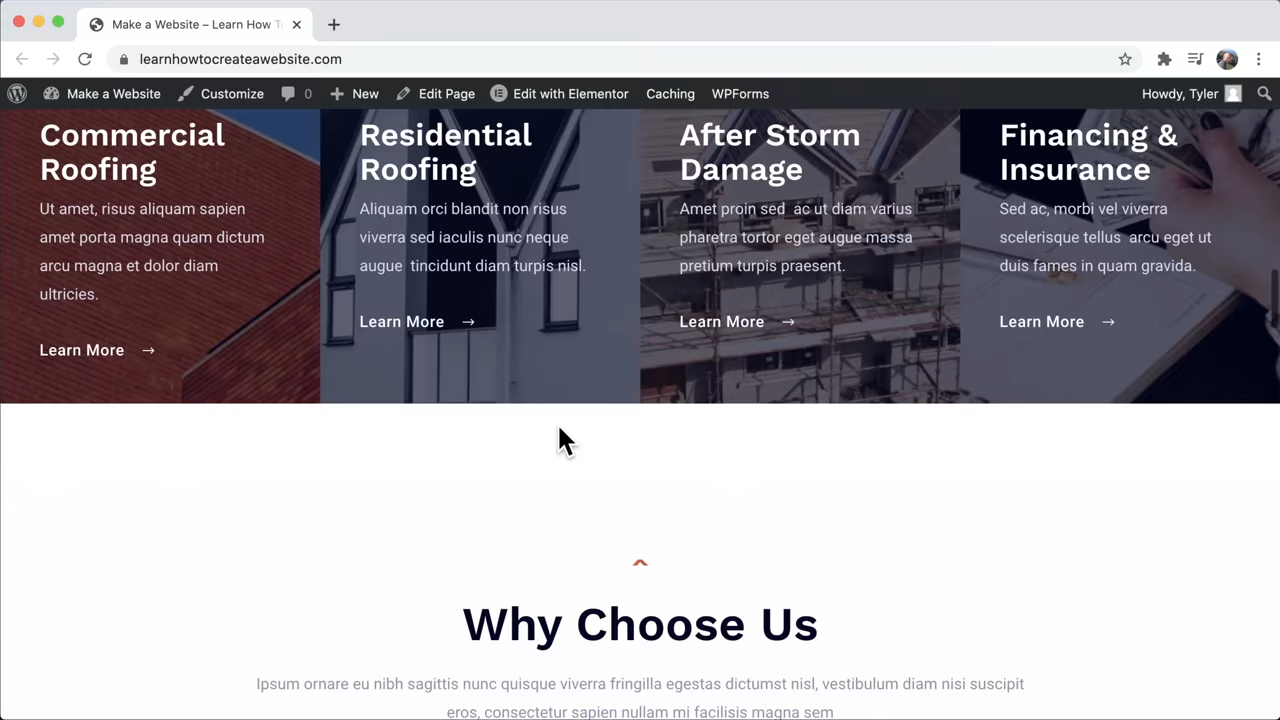 Make a Website – Learn How T
learnhowtocreateawebsite.com
Make a Website Customize 0 New Edit Page Edit with Elementor Caching WPForms Howdy, Tyler
Commercial
Roofing
Ut amet, risus aliquam sapien
amet porta magna quam dictum
arcu magna et dolor diam
ultricies.
Learn More →
Residential
Roofing
Aliquam orci blandit non risus
viverra sed iaculis nunc neque
augue tincidunt diam turpis nisl.
Learn More →
After Storm
Damage
Amet proin sed ac ut diam varius
pharetra tortor eget augue massa
pretium turpis praesent.
Learn More →
Financing &
Insurance
Sed ac, morbi vel viverra
scelerisque tellus arcu eget ut
duis fames in quam gravida.
Learn More →
Why Choose Us
Ipsum ornare eu nibh sagittis nunc quisque viverra fringilla egestas dictumst nisl, vestibulum diam nisi suscipit
eros, consectetur sapien nullam mi facilisis magna sem